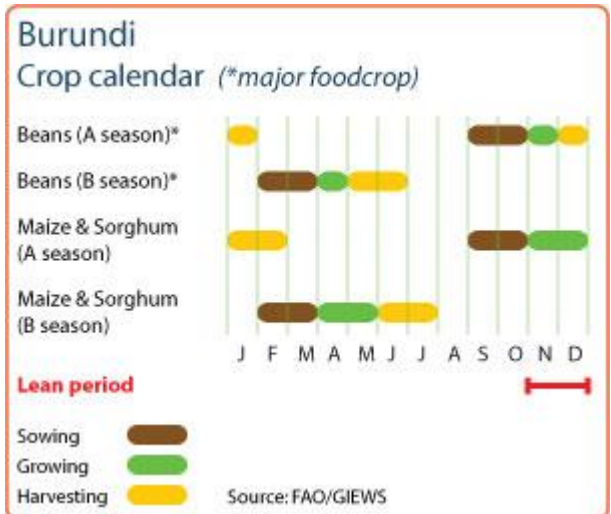 Burundi
Crop calendar (*major foodcrop)
Beans (A season)*
Beans (B season)*
Maize & Sorghum
(A season)
Maize & Sorghum
(B season)
J F M A M J J A S O N D
Lean period
Sowing
Growing
Harvesting
Source: FAO/GIEWS